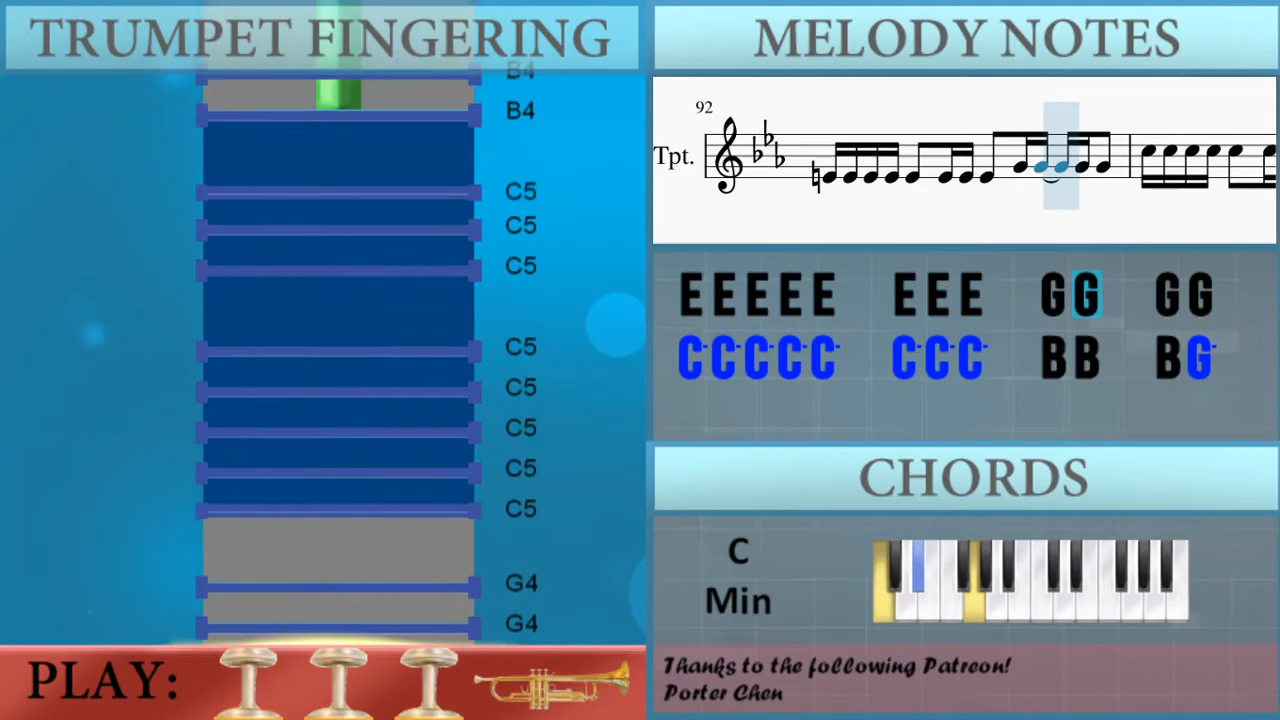 TRUMPET FINGERING
B4
B4
C5
C5
C5
C5
C5
C5
C5
C5
G4
G4
PLAY:
MELODY NOTES
92
Tpt.
EEEEE EEE GG GG
CCCCC CCC BB BG
CHORDS
C
Min
Thanks to the following Patreon!
Porter Chen